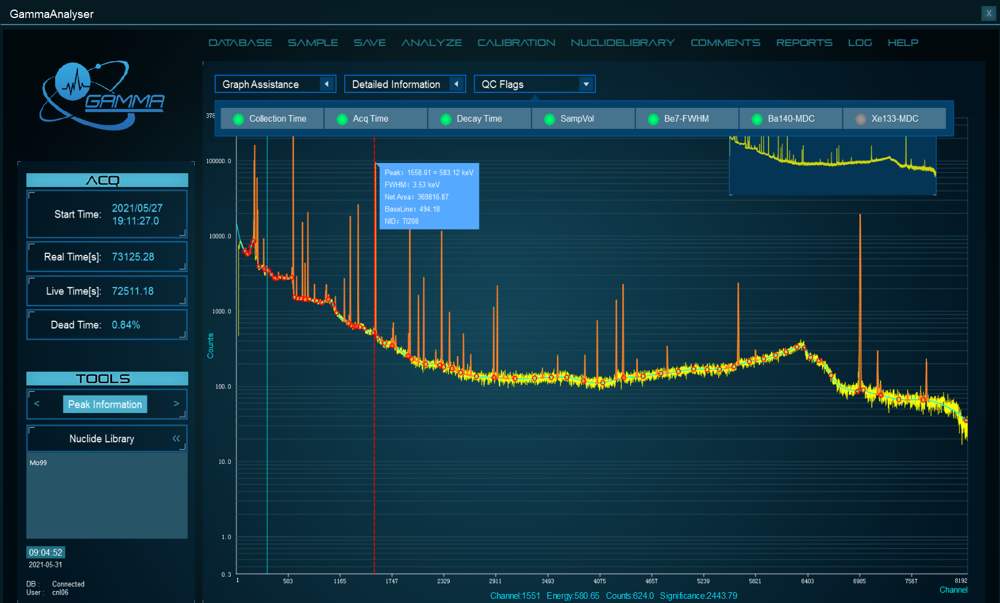 GammaAnalyser
X
DATABASE SAMPLE SAVE ANALYZE CALIBRATION NUCLIDELIBRARY COMMENTS REPORTS LOG HELP
GAMMA
Graph Assistance
Detailed Information
QC Flags
Collection Time
Acq Time
Decay Time
SampVol
Be7-FWHM
Ba140-MDC
Xe133-MDC
ACQ
Start Time: 2021/05/27
19:11:27.0
Real Time[s]: 73125.28
Live Time[s]: 72511.18
Dead Time: 0.84%
TOOLS
< Peak Information >
Nuclide Library «
Mo99
09:04:52
2021-05-31
DB : Connected
User : cnl06
378
100000.0
10000.0
1000.0
100.0
10.0
1.0
0.3
Counts
Peak: 1558.61 = 583.12 keV
FWHM: 3.53 keV
Net Area: 369816.87
BaseLine: 494.18
NID: Tl208
1 583 1165 1747 2329 2911 3493 4075 4657 5239 5821 6403 6985 7567 8192
Channel
Channel:1551 Energy:580.65 Counts:624.0 Significance:2443.79